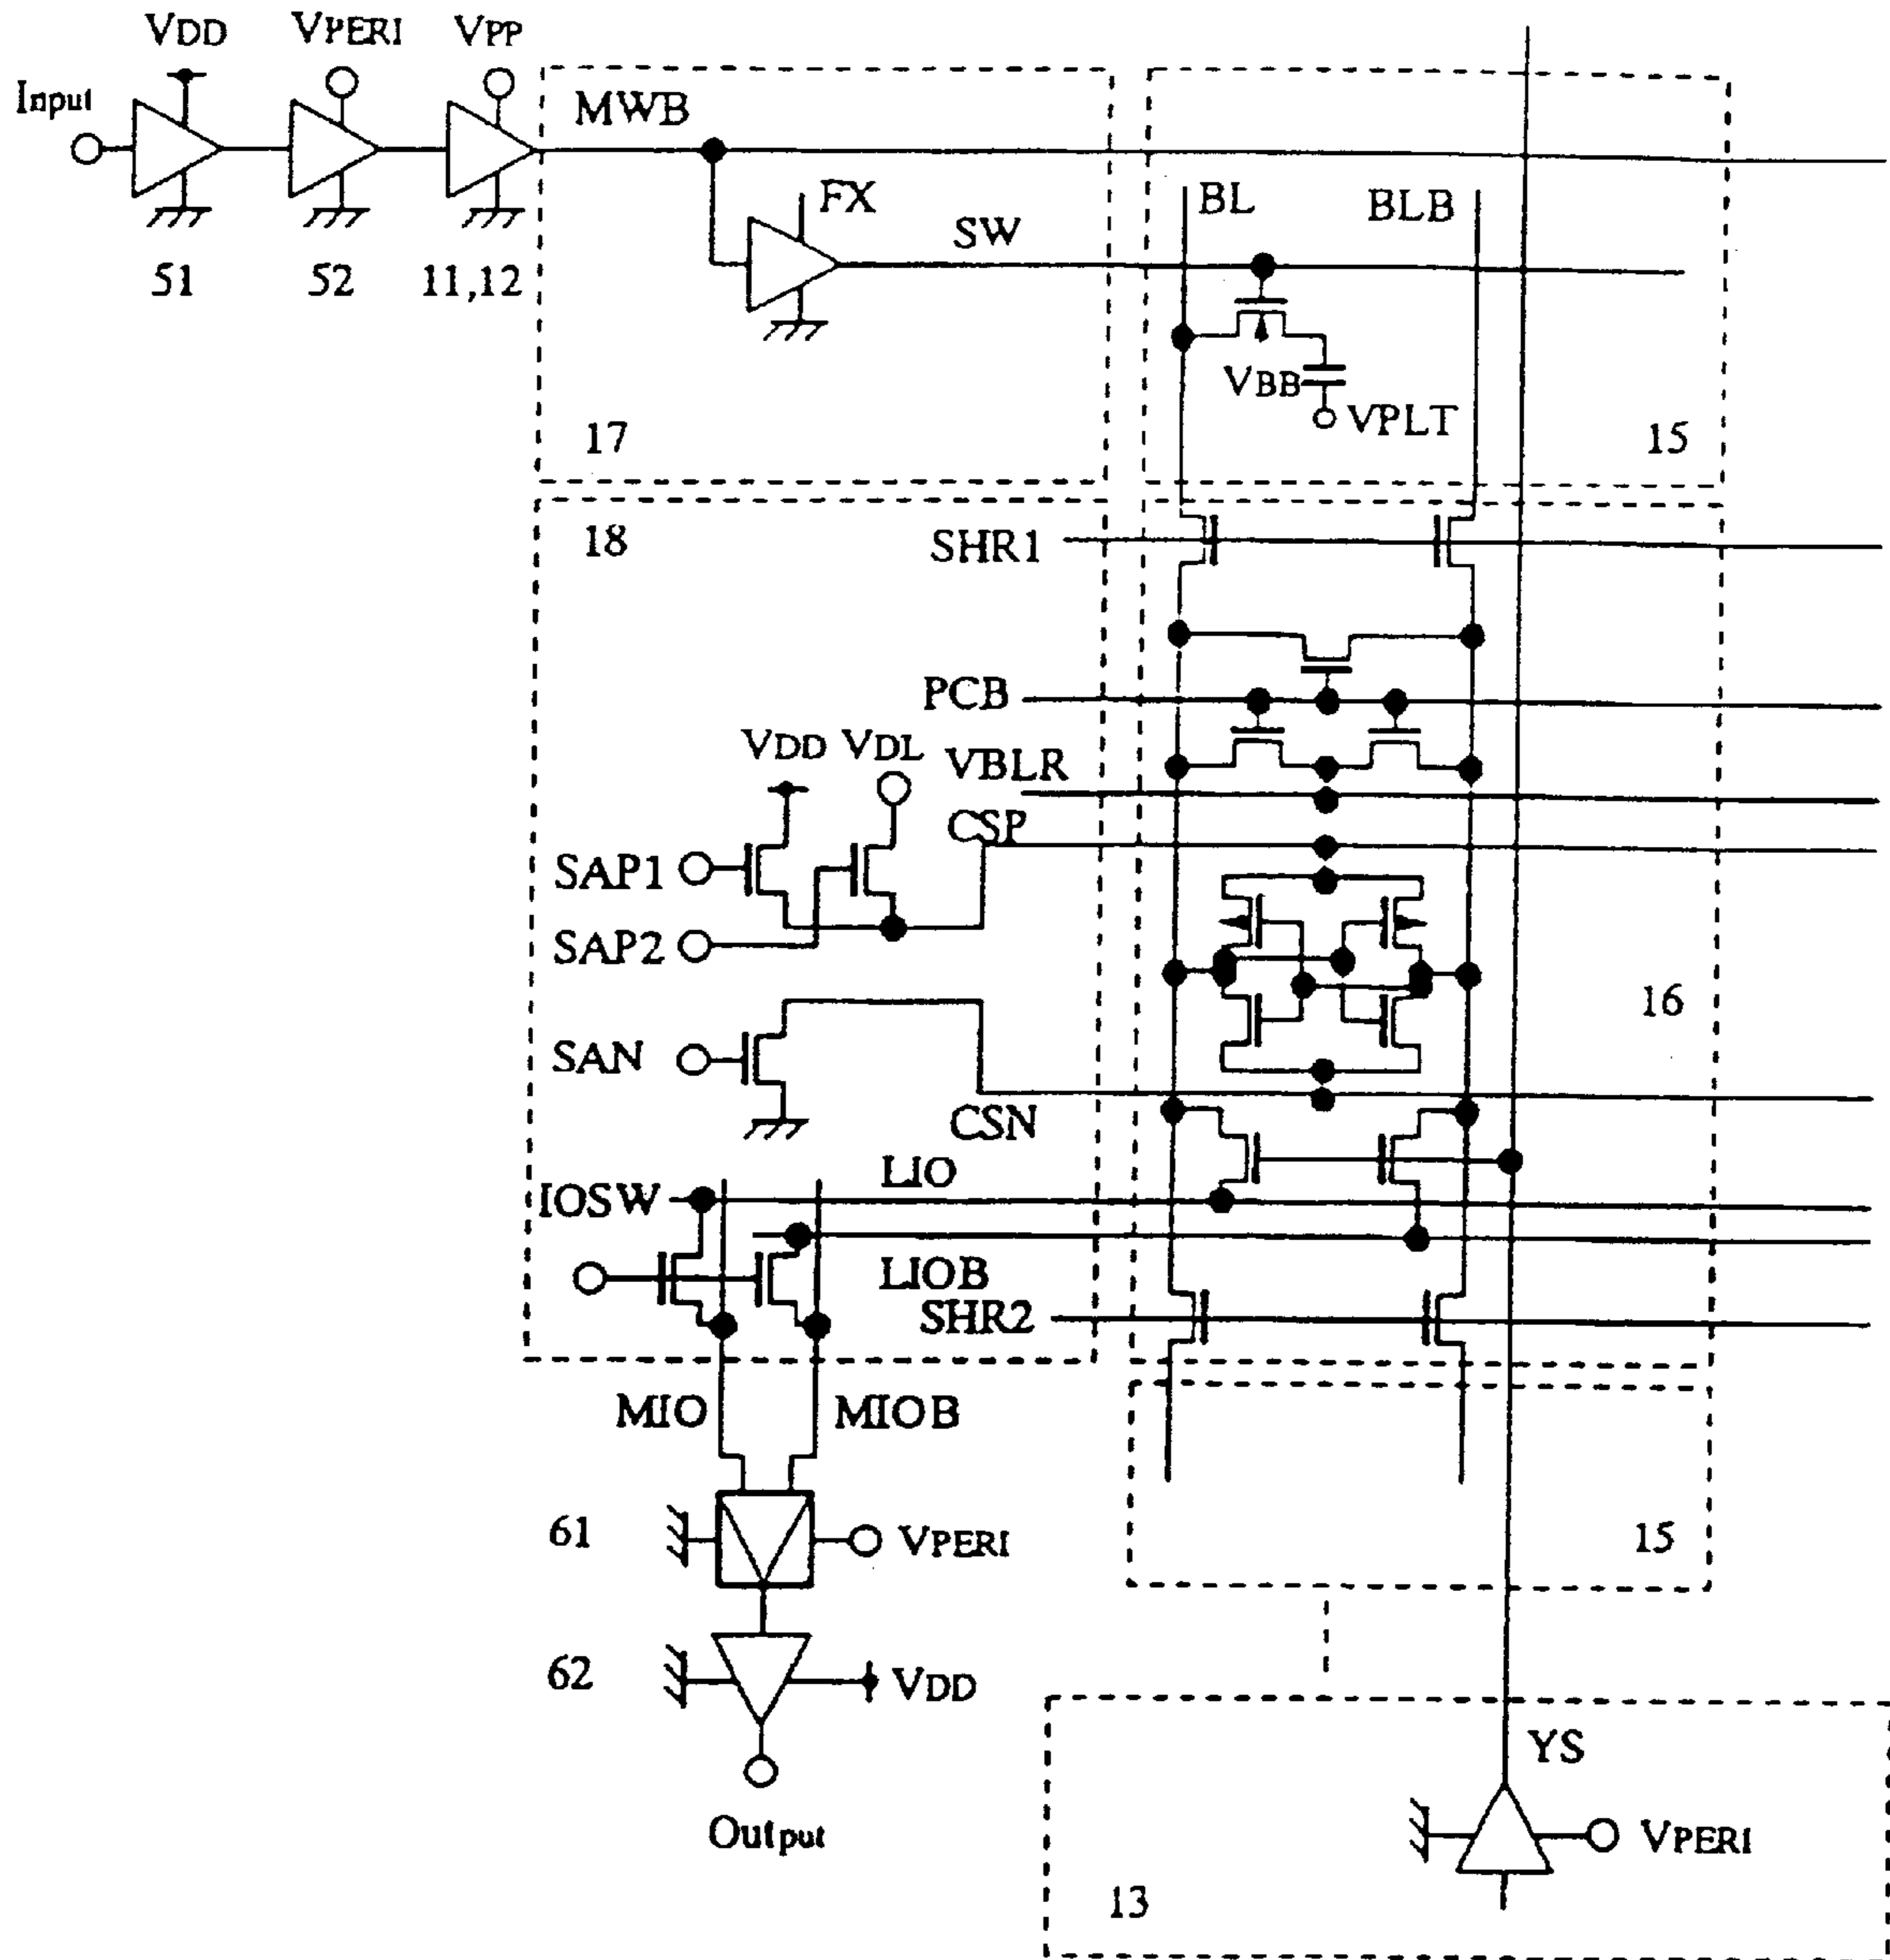 VDD VPERI VPP
Input
MWB
FX
SW
BL
BLB
51
52
11,12
VBB
VPLT
17
15
18
SHR1
PCB
VDD VDL
VBLR
CSP
SAP1
SAP2
16
SAN
CSN
LIO
IOSW
LIOB
SHR2
MIO
MIOB
61
VPERI
15
62
VDD
YS
Output
VPERI
13